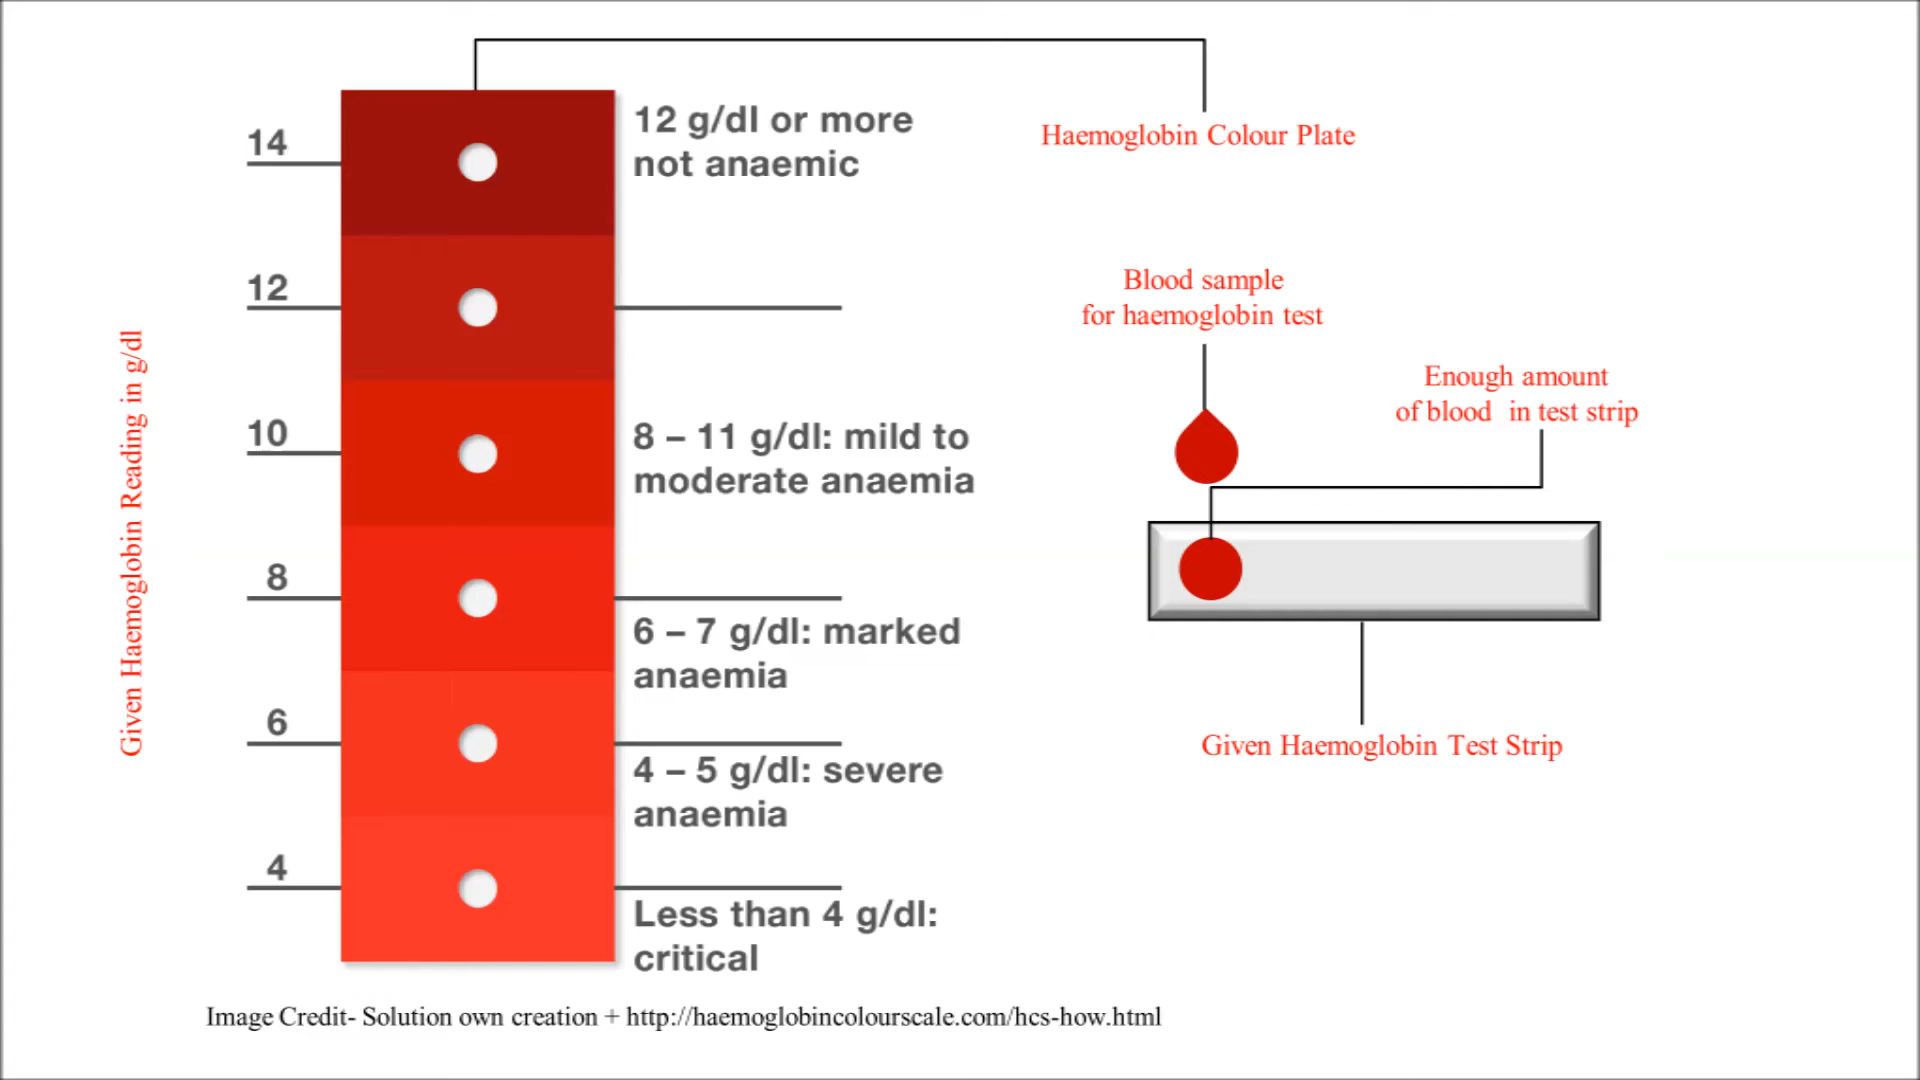 14
12
10
8
6
4
Given Haemoglobin Reading in g/dl
12 g/dl or more
not anaemic
8 – 11 g/dl: mild to
moderate anaemia
6 – 7 g/dl: marked
anaemia
4 – 5 g/dl: severe
anaemia
Less than 4 g/dl:
critical
Haemoglobin Colour Plate
Blood sample
for haemoglobin test
Enough amount
of blood in test strip
Given Haemoglobin Test Strip
Image Credit- Solution own creation + http://haemoglobincolourscale.com/hcs-how.html